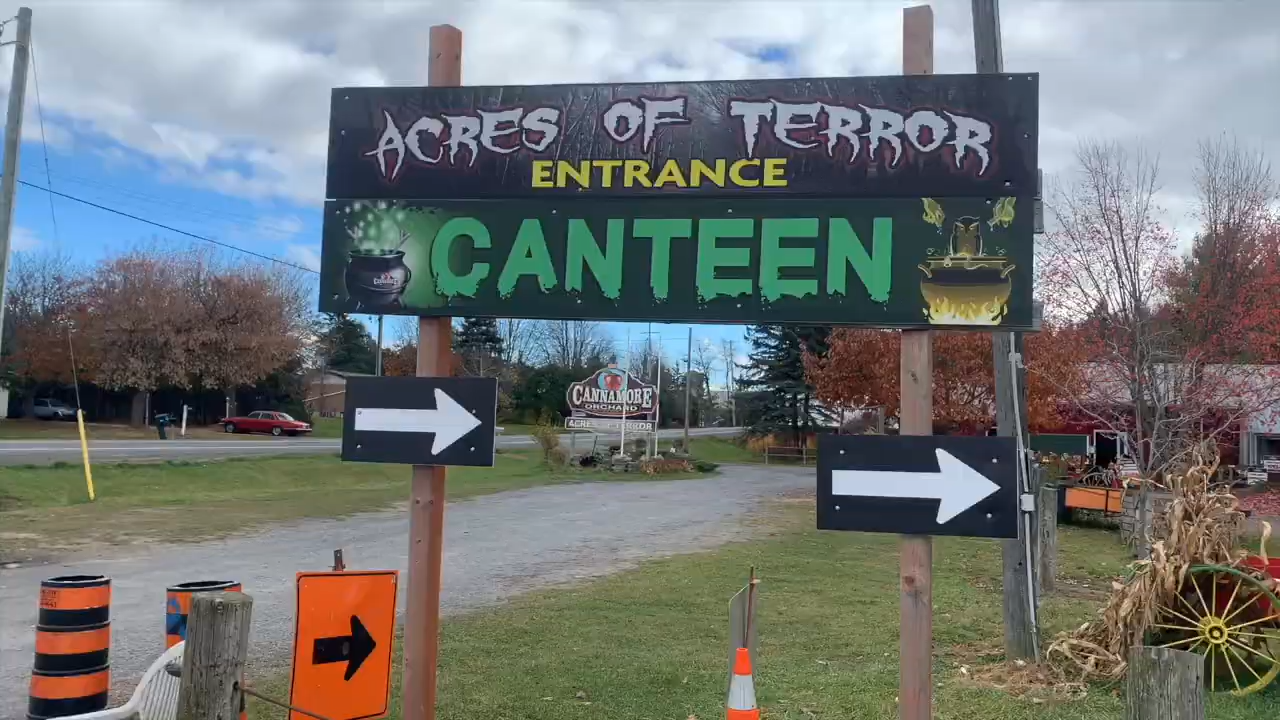 ACRES OF TERROR
ENTRANCE
CANTEEN
CANNAMORE
ORCHARD
ACRES OF TERROR